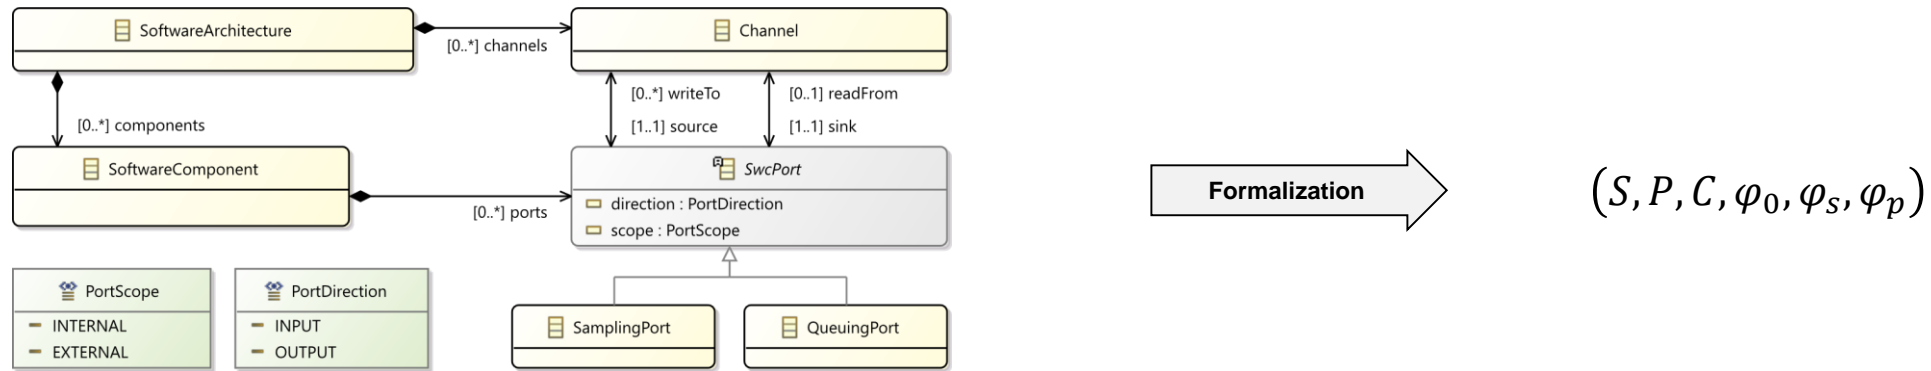 SoftwareArchitecture
[0..*] channels
Channel
[0..*] components
[0..*] writeTo
[1..1] source
[0..1] readFrom
[1..1] sink
SoftwareComponent
[0..*] ports
SwcPort
direction : PortDirection
scope : PortScope
PortScope
INTERNAL
EXTERNAL
PortDirection
INPUT
OUTPUT
SamplingPort
QueuingPort
Formalization
(S, P, C, φ₀, φₛ, φₚ)